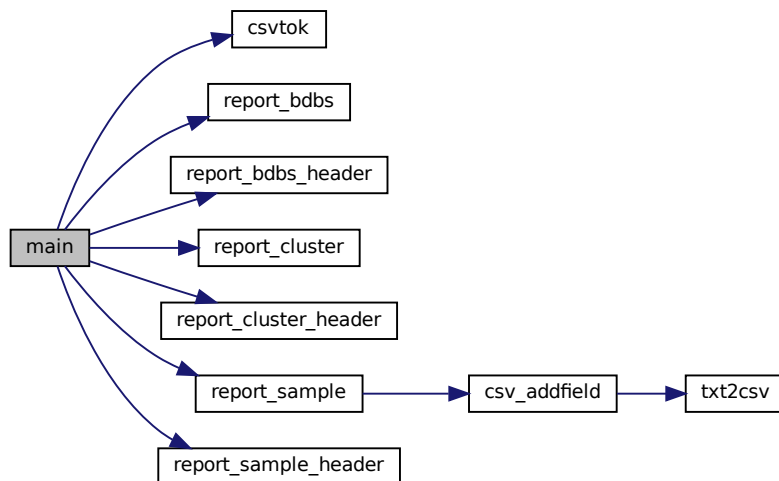 csvtok
report_bdbs
report_bdbs_header
main
report_cluster
report_cluster_header
report_sample
csv_addfield
txt2csv
report_sample_header